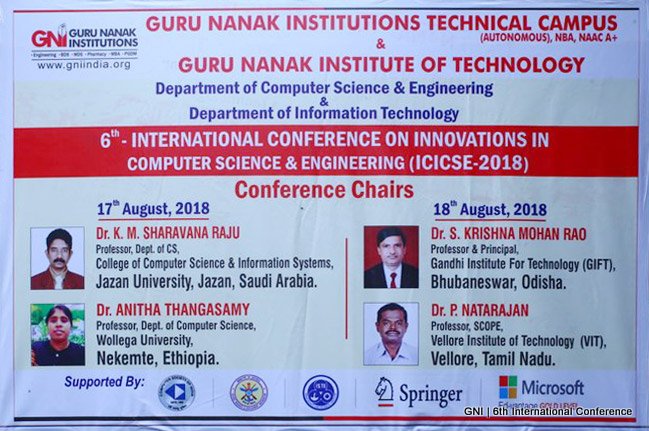 GNI GURU NANAK INSTITUTIONS
www.gniindia.org
GURU NANAK INSTITUTIONS TECHNICAL CAMPUS
(AUTONOMOUS), NBA, NAAC A+
&
GURU NANAK INSTITUTE OF TECHNOLOGY
Department of Computer Science & Engineering
&
Department of Information Technology
6th - INTERNATIONAL CONFERENCE ON INNOVATIONS IN
COMPUTER SCIENCE & ENGINEERING (ICICSE-2018)
Conference Chairs
17th August, 2018
Dr. K. M. SHARAVANA RAJU
Professor, Dept. of CS,
College of Computer Science & Information Systems,
Jazan University, Jazan, Saudi Arabia.
Dr. ANITHA THANGASAMY
Professor, Dept. of Computer Science,
Wollega University,
Nekemte, Ethiopia.
18th August, 2018
Dr. S. KRISHNA MOHAN RAO
Professor & Principal,
Gandhi Institute For Technology (GIFT),
Bhubaneswar, Odisha.
Dr. P. NATARAJAN
Professor, SCOPE,
Vellore Institute of Technology (VIT),
Vellore, Tamil Nadu.
Supported By:
Springer
Microsoft
Edvantage GOLD LEVEL
GNI | 6th International Conference